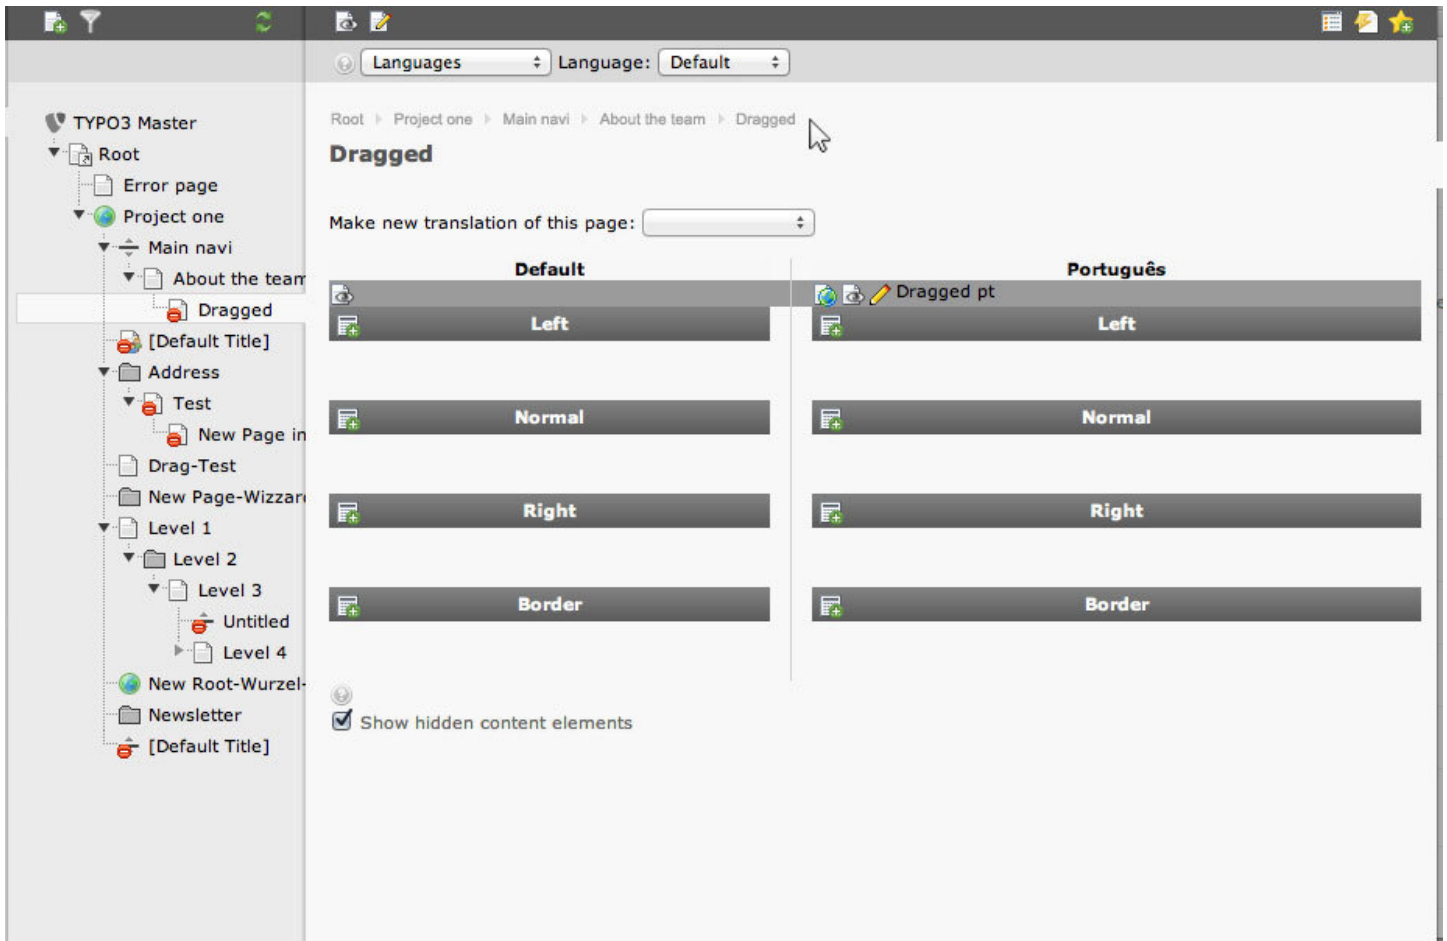 Languages Language: Default
TYPO3 Master
Root
Error page
Project one
Main navi
About the team
Dragged
[Default Title]
Address
Test
New Page in
Drag-Test
New Page-Wizzar
Level 1
Level 2
Level 3
Untitled
Level 4
New Root-Wurzel-
Newsletter
[Default Title]
Root Project one Main navi About the team Dragged
Dragged
Make new translation of this page:
Default Português
Dragged pt
Left Left
Normal Normal
Right Right
Border Border
Show hidden content elements